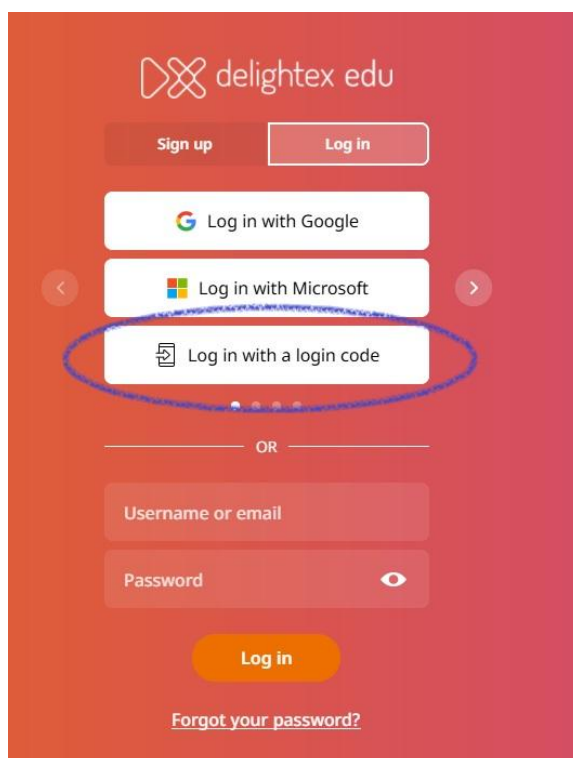 delightex edu
Sign up Log in
Log in with Google
Log in with Microsoft
Log in with a login code
OR
Username or email
Password
Log in
Forgot your password?